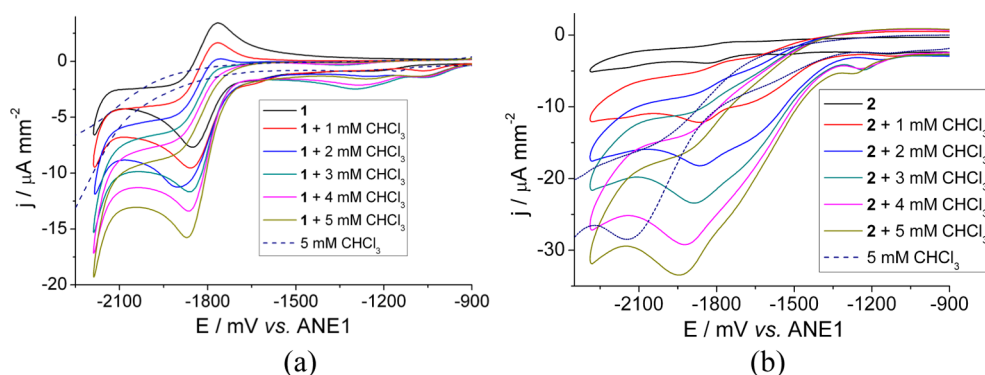 (a)
5
0
-5
-10
-15
-20
j / μA mm⁻²
1
1 + 1 mM CHCl₃
1 + 2 mM CHCl₃
1 + 3 mM CHCl₃
1 + 4 mM CHCl₃
1 + 5 mM CHCl₃
5 mM CHCl₃
-2100 -1800 -1500 -1200 -900
E / mV vs. ANE1
(a)
(b)
0
-10
-20
-30
j / μA mm⁻²
2
2 + 1 mM CHCl₃
2 + 2 mM CHCl₃
2 + 3 mM CHCl₃
2 + 4 mM CHCl₃
2 + 5 mM CHCl₃
5 mM CHCl₃
-2100 -1800 -1500 -1200 -900
E / mV vs. ANE1
(b)